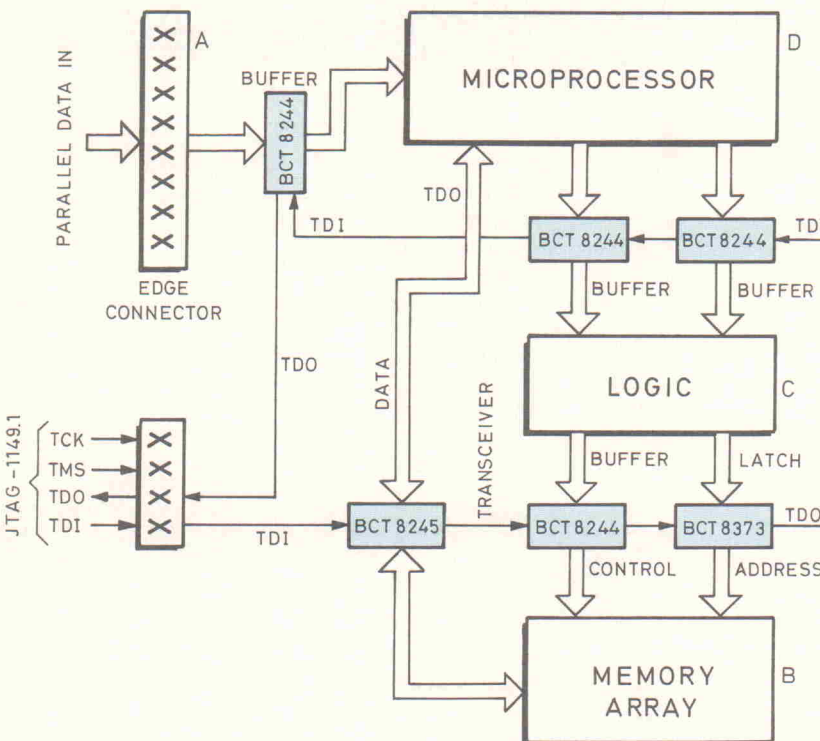 A
D
MICROPROCESSOR
BUFFER
BCT 8244
PARALLEL DATA IN
TDO
TDI
BCT 8244
BCT 8244
EDGE
CONNECTOR
BUFFER
BUFFER
TDO
DATA
LOGIC
C
JTAG-1149.1
TCK
TMS
TDO
TDI
TRANSCEIVER
BUFFER
LATCH
TDI
BCT 8245
BCT 8244
BCT 8373
TDO
CONTROL
ADDRESS
MEMORY
ARRAY
B